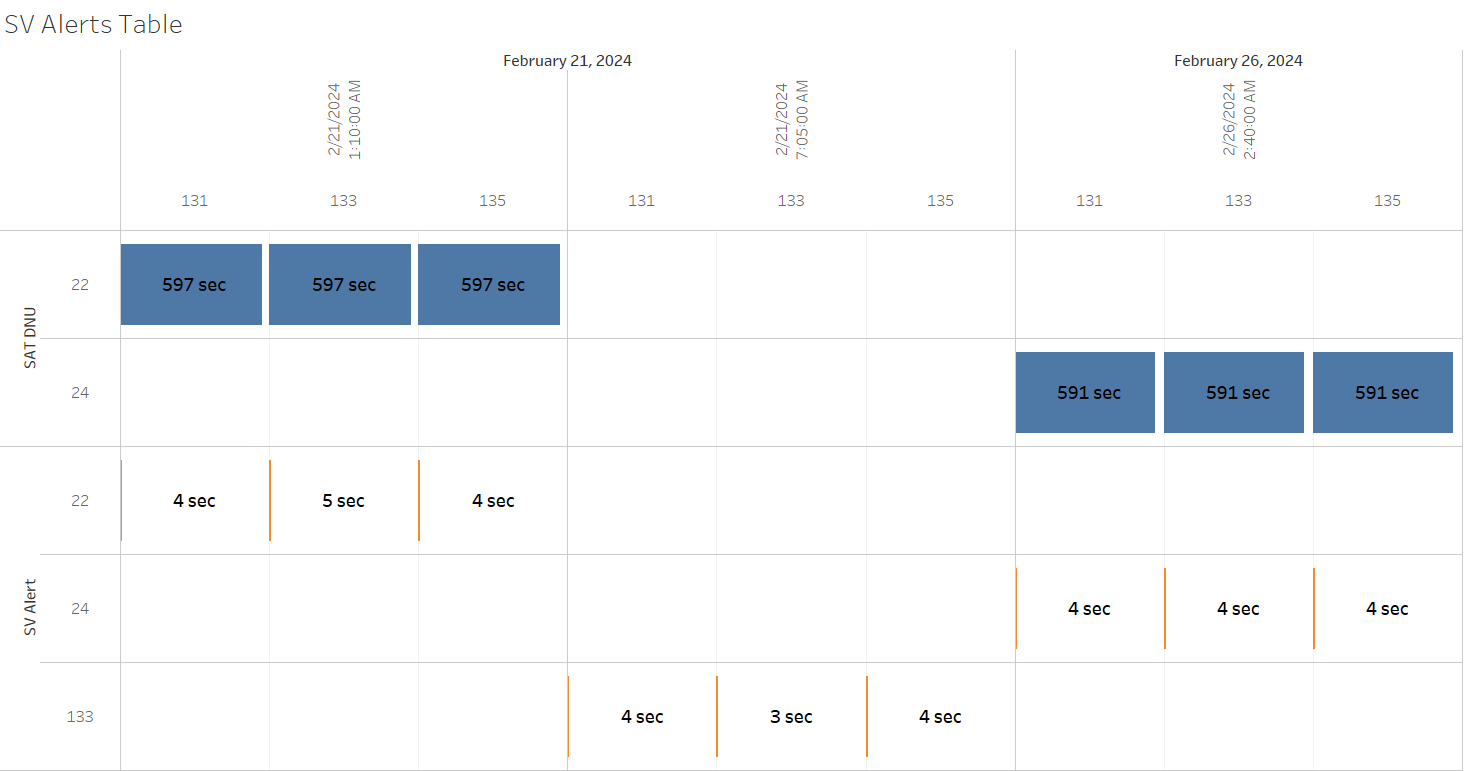 SV Alerts Table
February 21, 2024
February 26, 2024
2/21/2024
1:10:00 AM
2/21/2024
7:05:00 AM
2/26/2024
2:40:00 AM
131
133
135
131
133
135
131
133
135
SAT DNU
22
597 sec
597 sec
597 sec
24
591 sec
591 sec
591 sec
SV Alert
22
4 sec
5 sec
4 sec
24
4 sec
4 sec
4 sec
133
4 sec
3 sec
4 sec